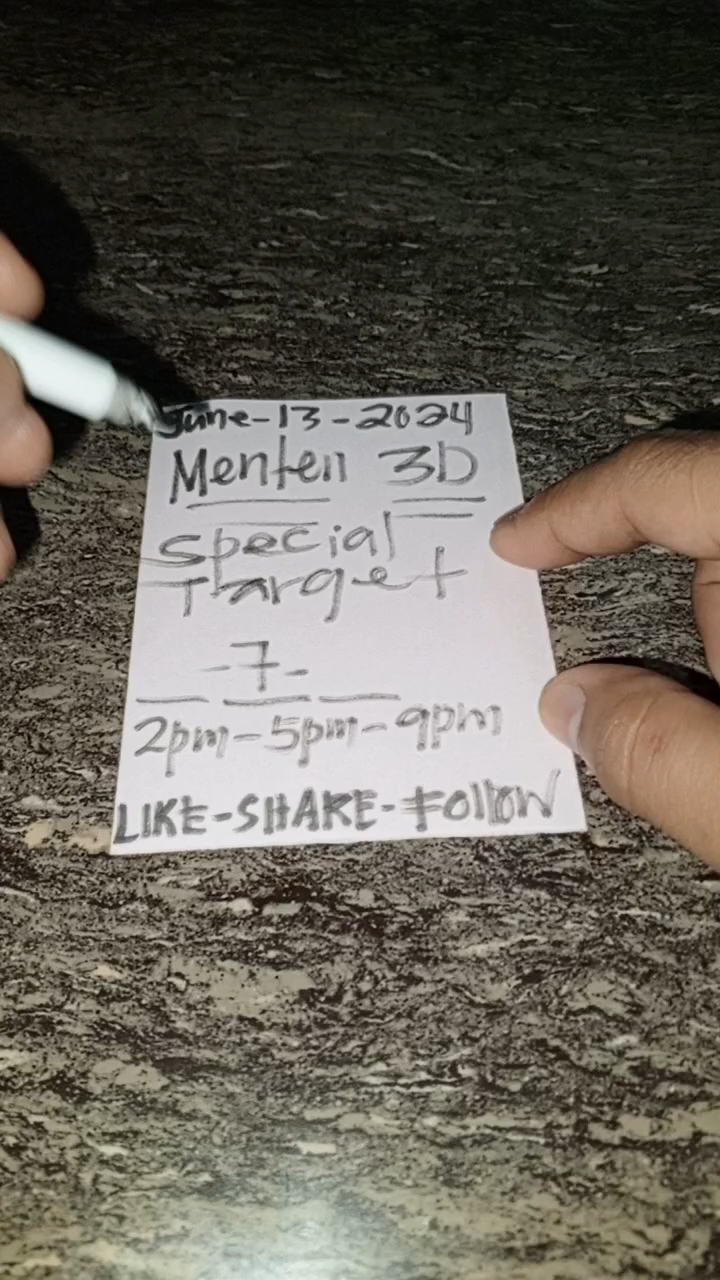 June-13-2024
Menten 3D
special
Target
-7-
2pm-5pm-9pm
LIKE-SHARE-FOllOW